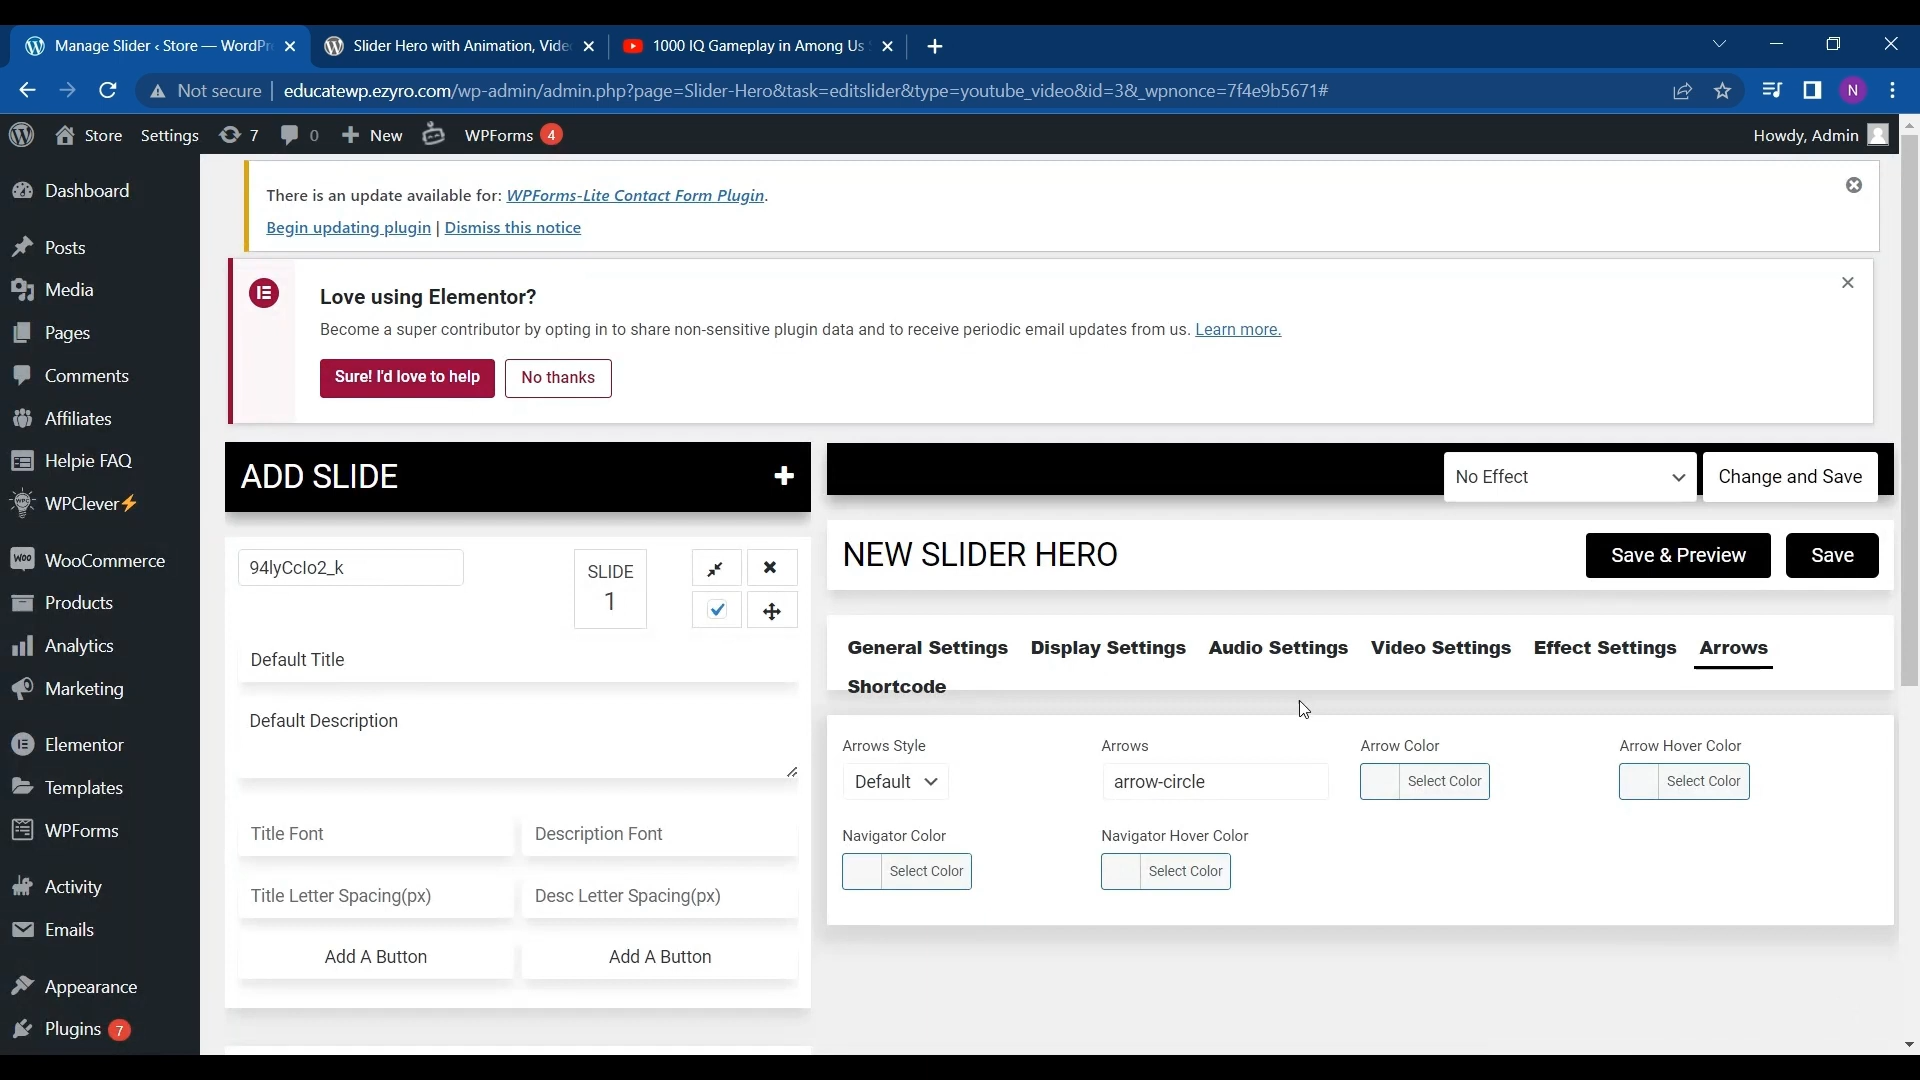 Manage Slider ‹ Store — WordPr
Slider Hero with Animation, Vide
1000 IQ Gameplay in Among Us
Not secure
educatewp.ezyro.com/wp-admin/admin.php?page=Slider-Hero&task=editslider&type=youtube_video&id=3&_wpnonce=7f4e9b5671#
N
Store
Settings
7
0
New
WPForms 4
Howdy, Admin
Dashboard
Posts
Media
Pages
Comments
Affiliates
Helpie FAQ
WPClever⚡
WooCommerce
Products
Analytics
Marketing
Elementor
Templates
WPForms
Activity
Emails
Appearance
Plugins 7
There is an update available for: WPForms-Lite Contact Form Plugin.
Begin updating plugin | Dismiss this notice
Love using Elementor?
Become a super contributor by opting in to share non-sensitive plugin data and to receive periodic email updates from us. Learn more.
Sure! I'd love to help
No thanks
ADD SLIDE +
94lyCclo2_k
SLIDE
1
Default Title
Default Description
Title Font
Description Font
Title Letter Spacing(px)
Desc Letter Spacing(px)
Add A Button
Add A Button
No Effect
Change and Save
NEW SLIDER HERO
Save & Preview
Save
General Settings Display Settings Audio Settings Video Settings Effect Settings Arrows
Shortcode
Arrows Style
Arrows
Arrow Color
Arrow Hover Color
Default
arrow-circle
Select Color
Select Color
Navigator Color
Navigator Hover Color
Select Color
Select Color